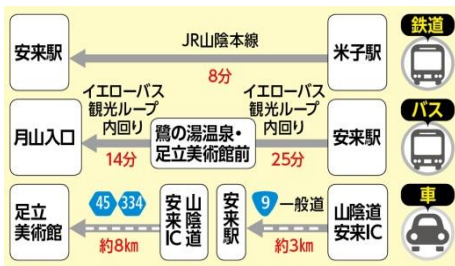 鉄道
安来駅
JR山陰本線
8分
米子駅
バス
月山入口
イエローバス
観光ループ
内回り
14分
鷺の湯温泉・
足立美術館前
イエローバス
観光ループ
内回り
25分
安来駅
車
足立
美術館
45 334
約8km
山陰道
安来IC
安来駅
9 一般道
約3km
山陰道
安来IC